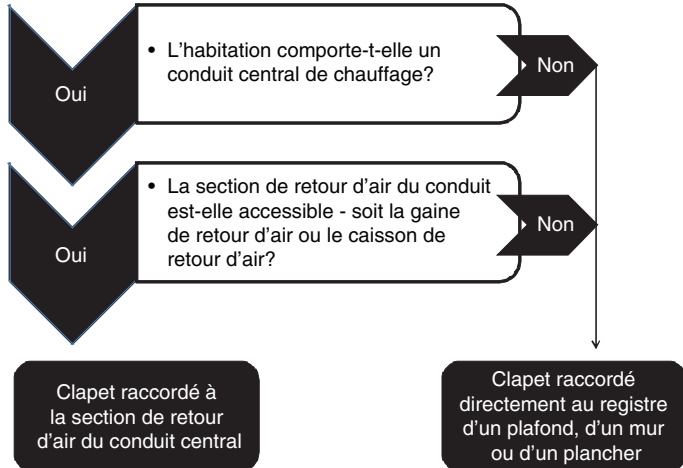 • L'habitation comporte-t-elle un
conduit central de chauffage?
Oui
Non
• La section de retour d'air du conduit
est-elle accessible - soit la gaine
de retour d'air ou le caisson de
retour d'air?
Oui
Non
Clapet raccordé à
la section de retour
d'air du conduit central
Clapet raccordé
directement au registre
d'un plafond, d'un mur
ou d'un plancher